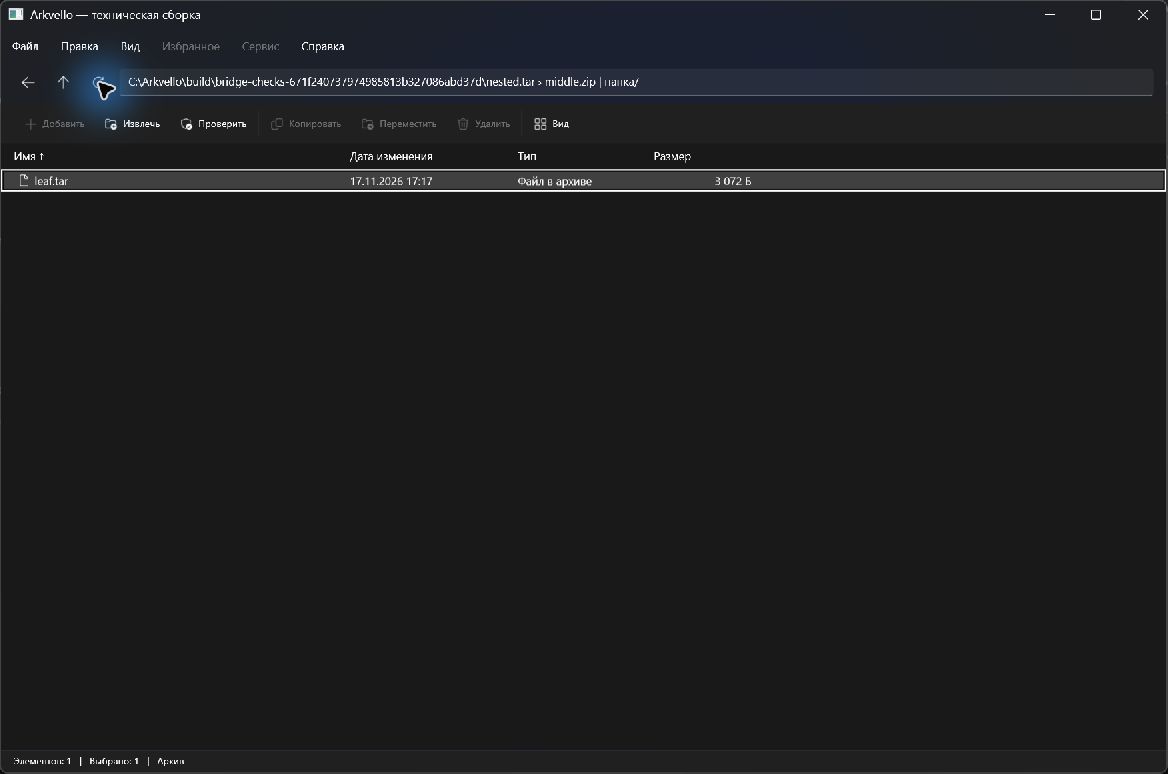 Arkvello — техническая сборка
Файл Правка Вид Избранное Сервис Справка
C:\Arkvello\build\bridge-checks-671f240737974985813b327086abd37d\nested.tar › middle.zip | папка/
Добавить Извлечь Проверить Копировать Переместить Удалить Вид
Имя ↑ Дата изменения Тип Размер
leaf.tar 17.11.2026 17:17 Файл в архиве 3 072 Б
Элементов: 1 | Выбрано: 1 | Архив